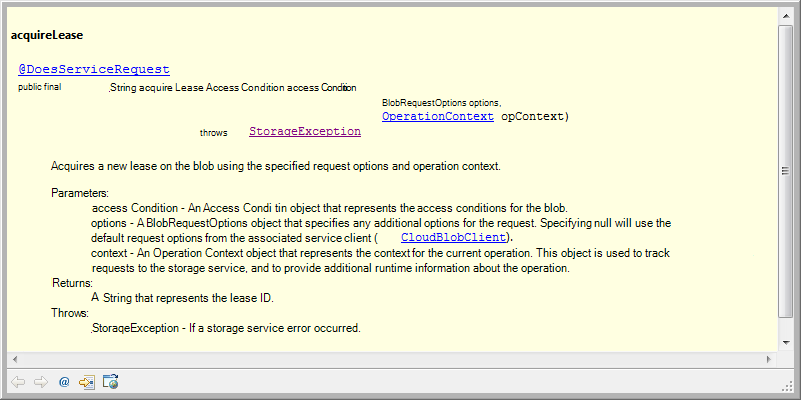 acquireLease
@DoesServiceRequest
public final .String acquire Lease Access Condition access Condition
BlobRequestOptions options,
OperationContext opContext)
throws StorageException
Acquires a new lease on the blob using the specified request options and operation context.
Parameters:
access Condition - An Access Condi tin object that represents the access conditions for the blob.
options - A BlobRequestOptions object that specifies any additional options for the request. Specifying null will use the
default request options from the associated service client ( CloudBlobClient).
context - An Operation Context object that represents the context for the current operation. This object is used to track
requests to the storage service, and to provide additional runtime information about the operation.
Returns:
A String that represents the lease ID.
Throws:
.StorageException - If a storage service error occurred.